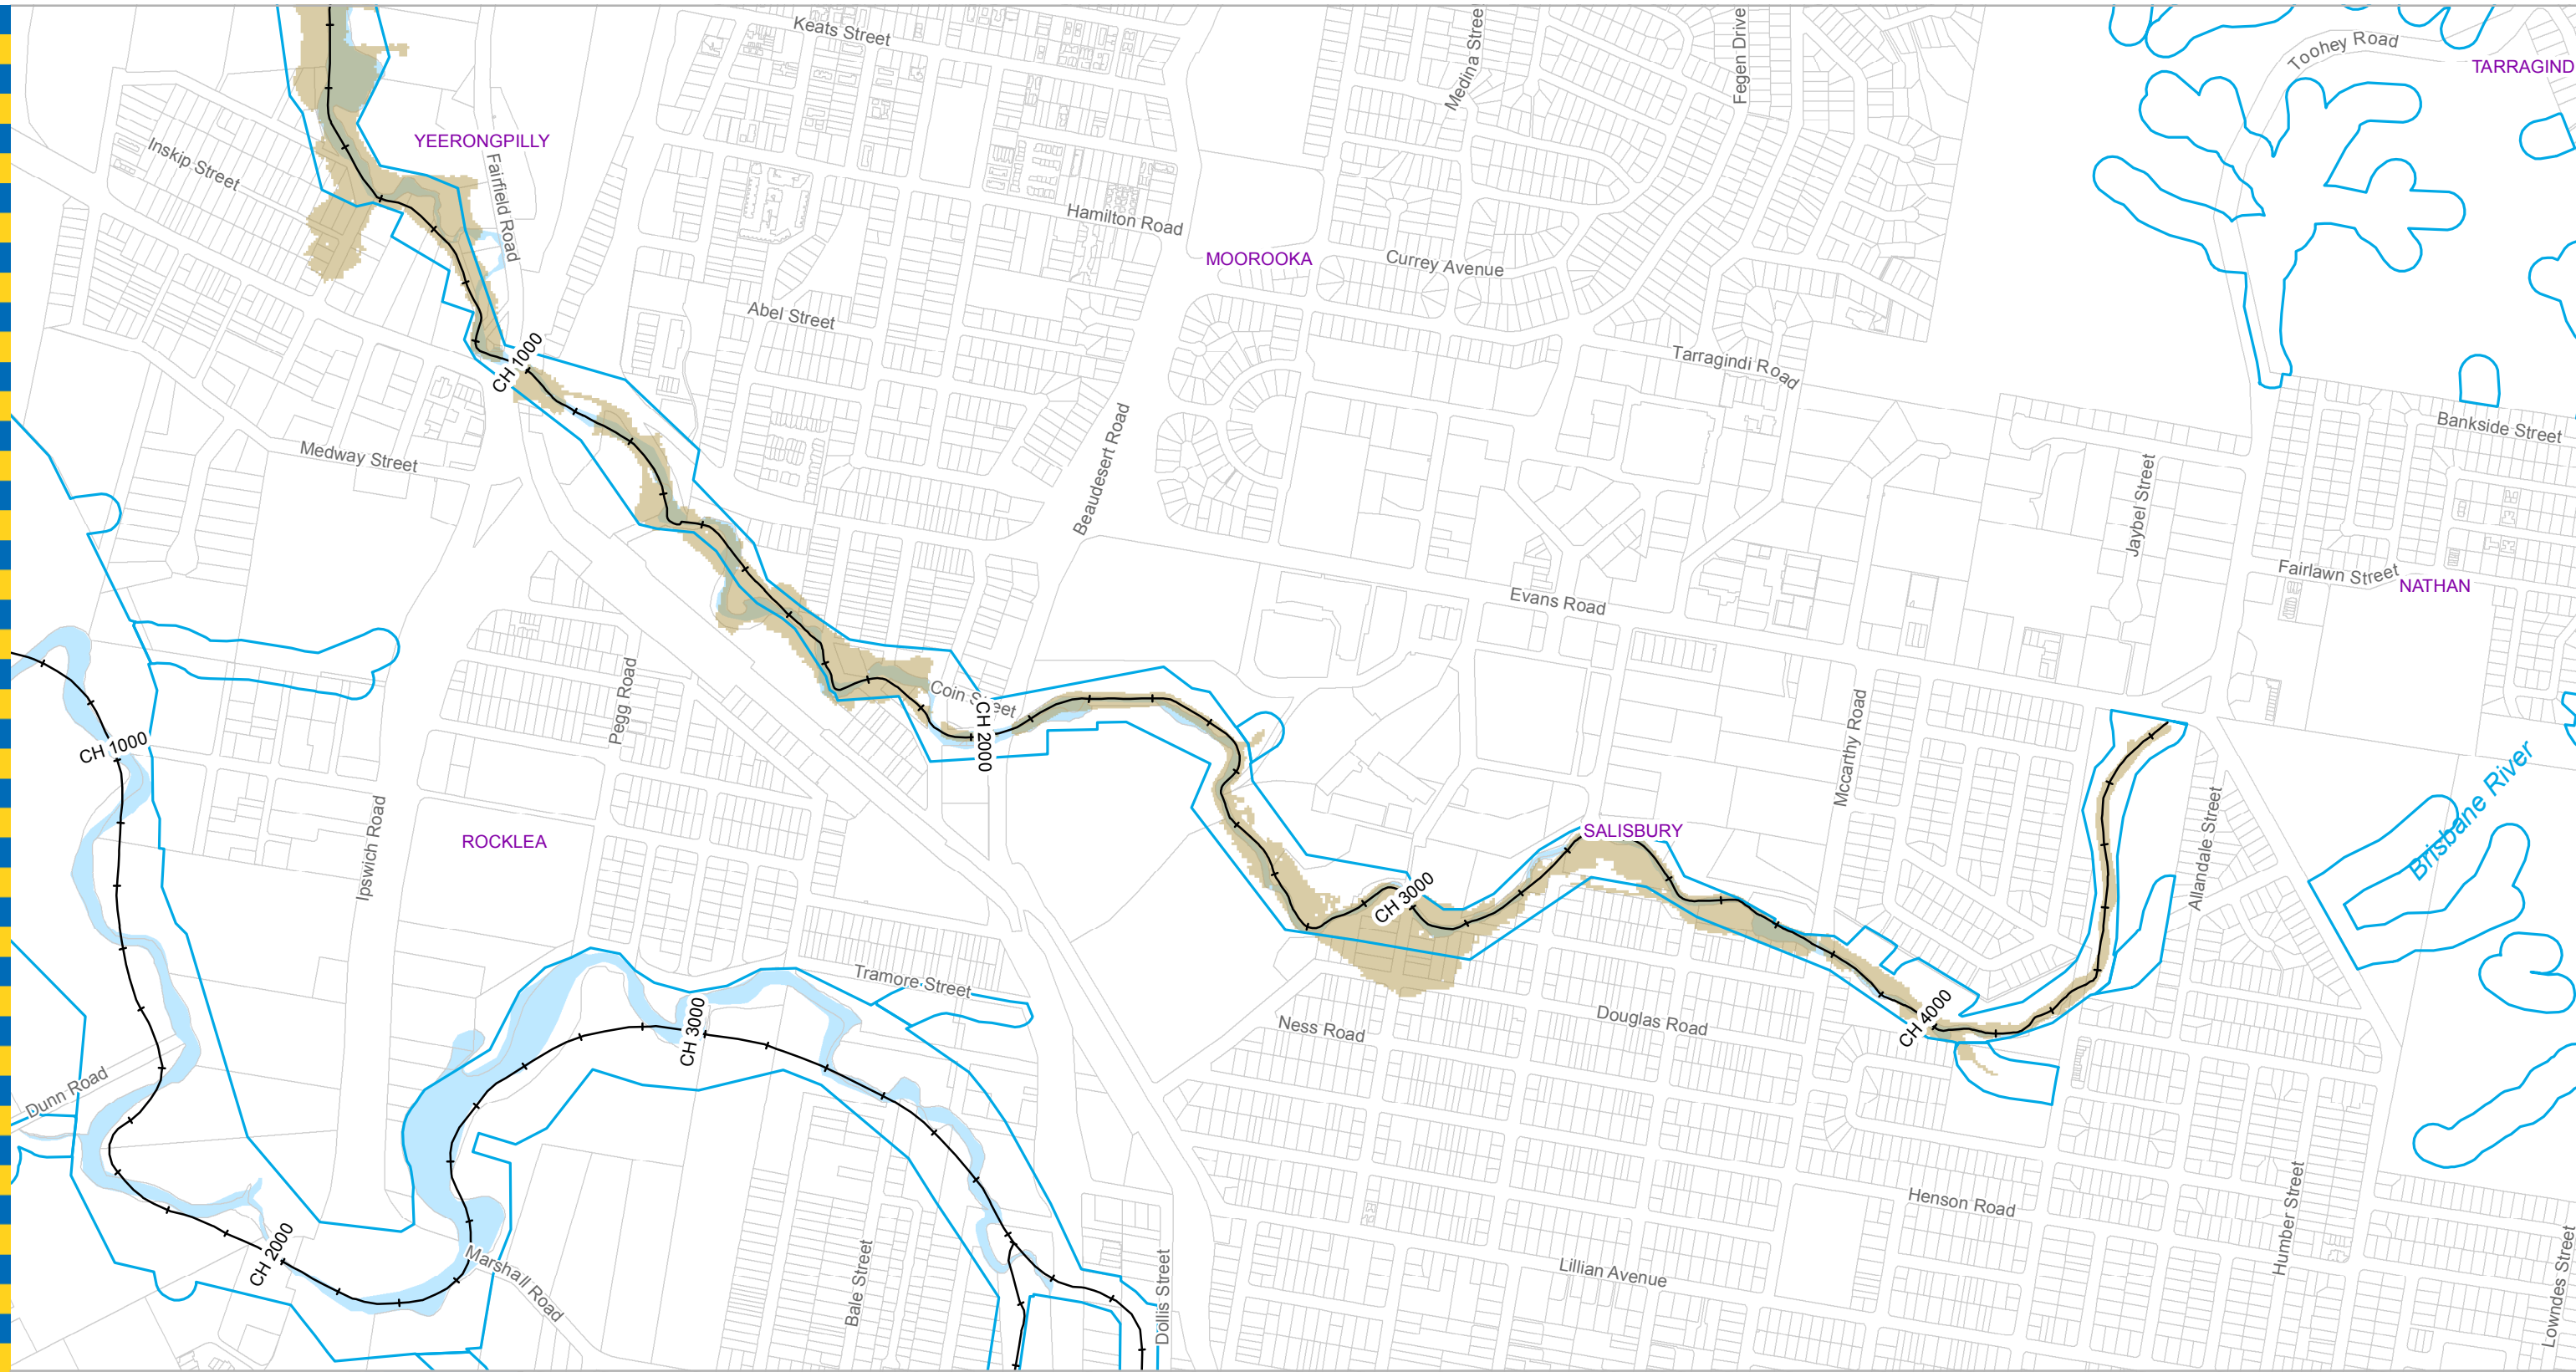 Keats Street
Toohey Road
TARRAGIND
Medina Street
Fegen Drive
YEERONGPILLY
Inskip Street
Fairfield Road
Hamilton Road
MOOROOKA
Currey Avenue
Abel Street
CH 1000
Tarragindi Road
Bankside Street
Medway Street
Beaudesert Road
Jaybel Street
Fairlawn Street
NATHAN
Evans Road
Pegg Road
Coin Street
CH 2000
CH 1000
Mccarthy Road
Brisbane River
Ipswich Road
ROCKLEA
SALISBURY
Allandale Street
CH 3000
Tramore Street
CH 3000
Ness Road
Douglas Road
CH 4000
Dunn Road
Henson Road
Humber Street
CH 2000
Marshall Road
Bale Street
Dollis Street
Lillian Avenue
Lowndes Street